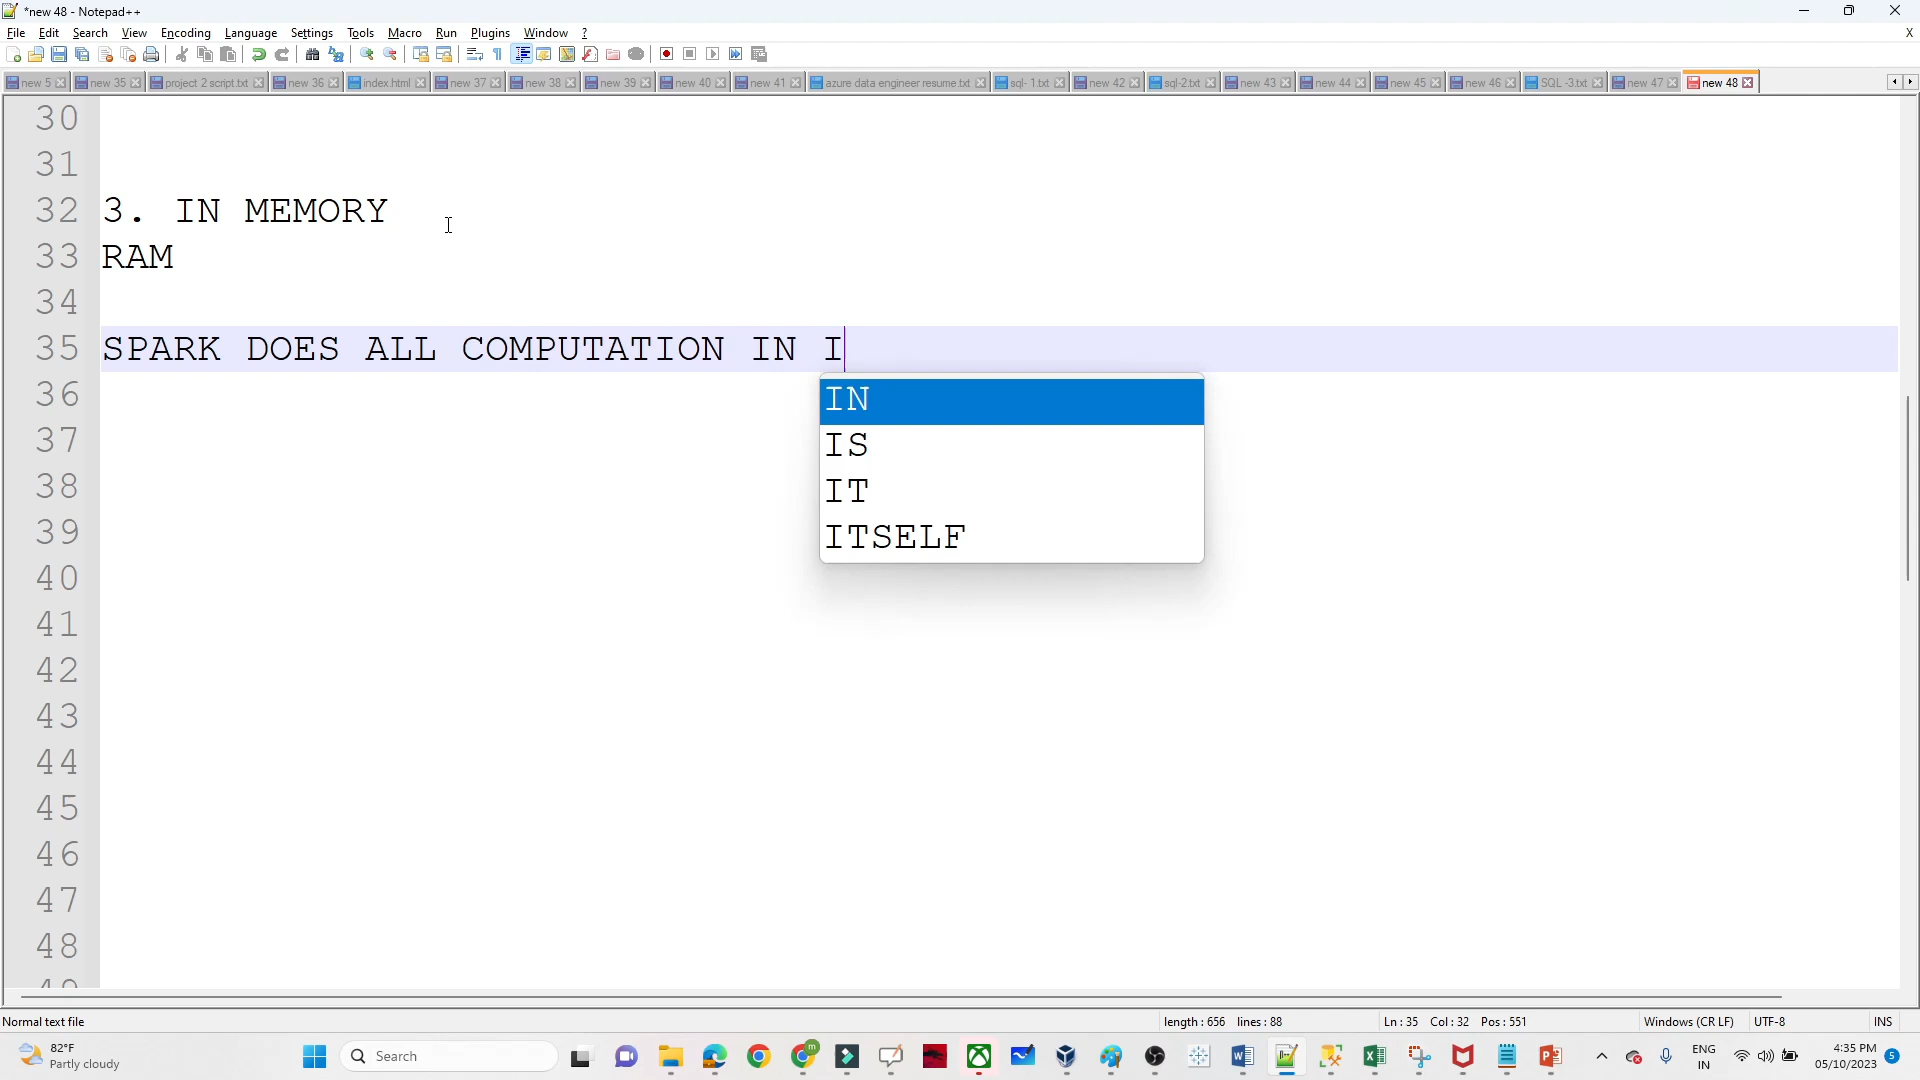 *new 48 - Notepad++
File Edit Search View Encoding Language Settings Tools Macro Run Plugins Window ? X
new 5 new 35 project 2 script.txt new 36 index.html new 37 new 38 new 39 new 40 new 41 azure data engineer resume.txt sql- 1.txt new 42 sql-2.txt new 43 new 44 new 45 new 46 SQL -3.txt new 47 new 48
30
31
32 3. IN MEMORY
33 RAM
34
35 SPARK DOES ALL COMPUTATION IN I
36 IN
37 IS
38 IT
39 ITSELF
40
41
42
43
44
45
46
47
48
49
Normal text file length : 656 lines : 88 Ln : 35 Col : 32 Pos : 551 Windows (CR LF) UTF-8 INS
82°F
Partly cloudy
Search
ENG
IN
4:35 PM
05/10/2023
5